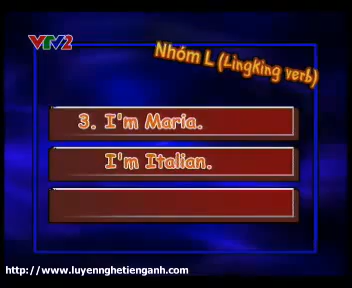 VTV2
Nhóm L (Lingking verb)
3. I'm Maria.
I'm Italian.
http://www.luyennghetienganh.com